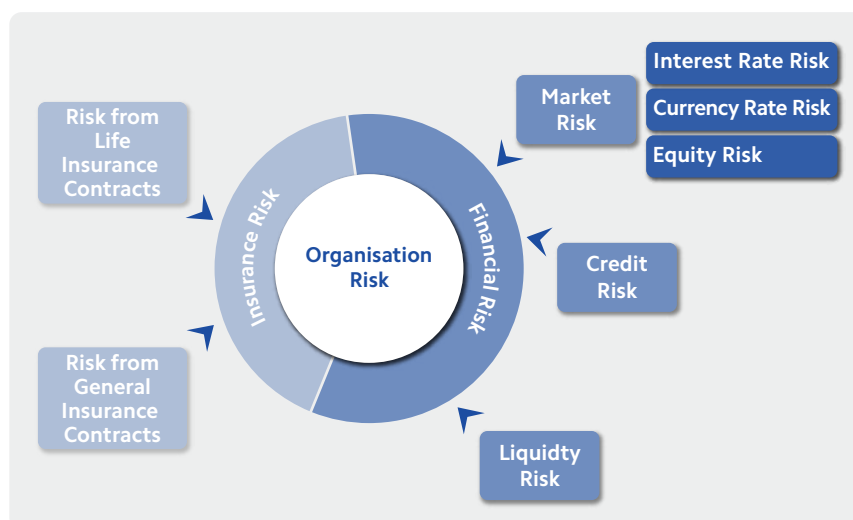 Risk from
Life
Insurance
Contracts
Risk from
General
Insurance
Contracts
Insurance Risk
Organisation
Risk
Financial Risk
Market
Risk
Interest Rate Risk
Currency Rate Risk
Equity Risk
Credit
Risk
Liquidty
Risk